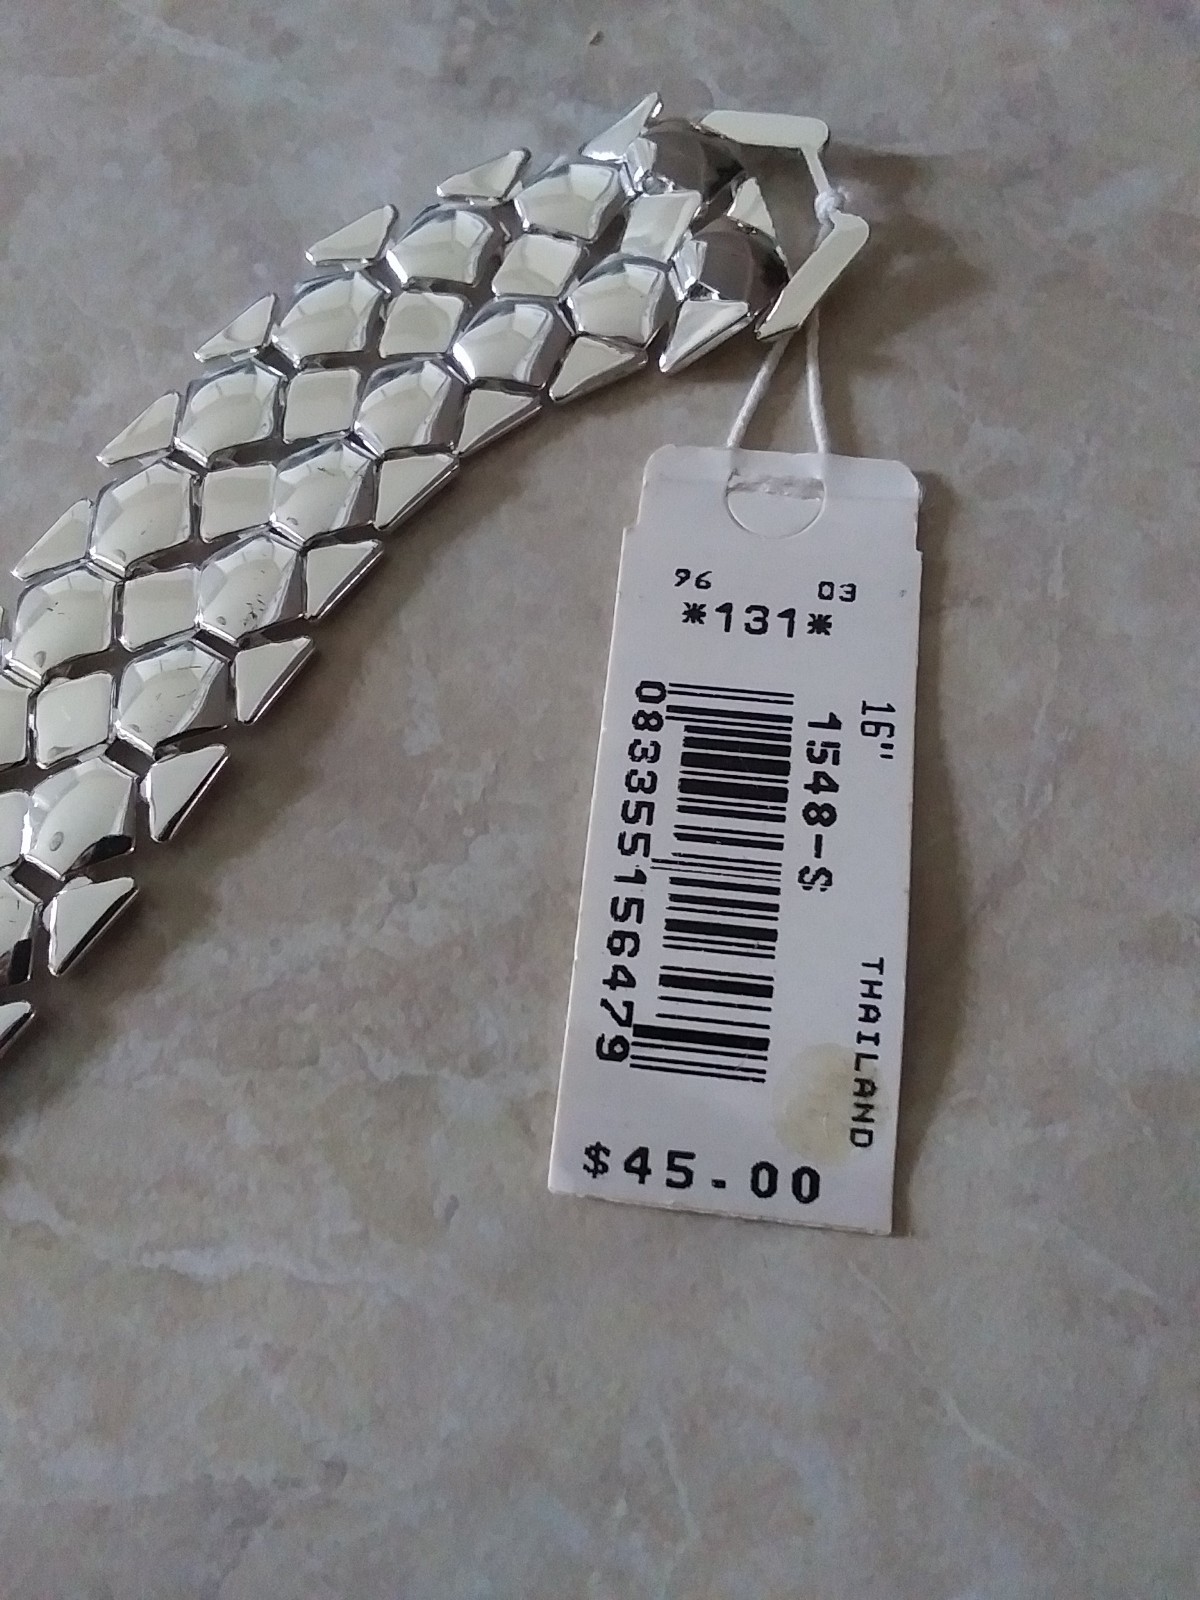 96 03
*131*
16" THAILAND
1548-S
083355156479
$45.00